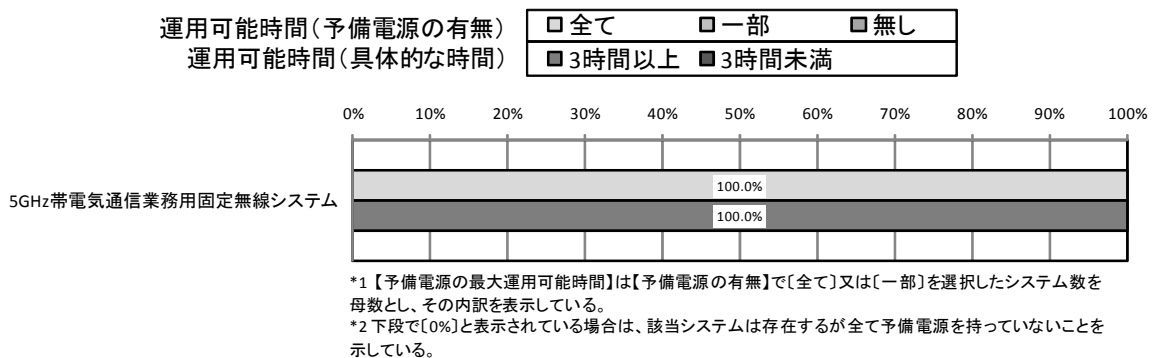 運用可能時間(予備電源の有無) 全て 一部 無し
運用可能時間(具体的な時間) 3時間以上 3時間未満
0% 10% 20% 30% 40% 50% 60% 70% 80% 90% 100%
100.0%
5GHz帯電気通信業務用固定無線システム
100.0%
*1 【予備電源の最大運用可能時間】は【予備電源の有無】で〔全て〕又は〔一部〕を選択したシステム数を
母数とし、その内訳を表示している。
*2 下段で〔0%〕と表示されている場合は、該当システムは存在するが全て予備電源を持っていないことを
示している。